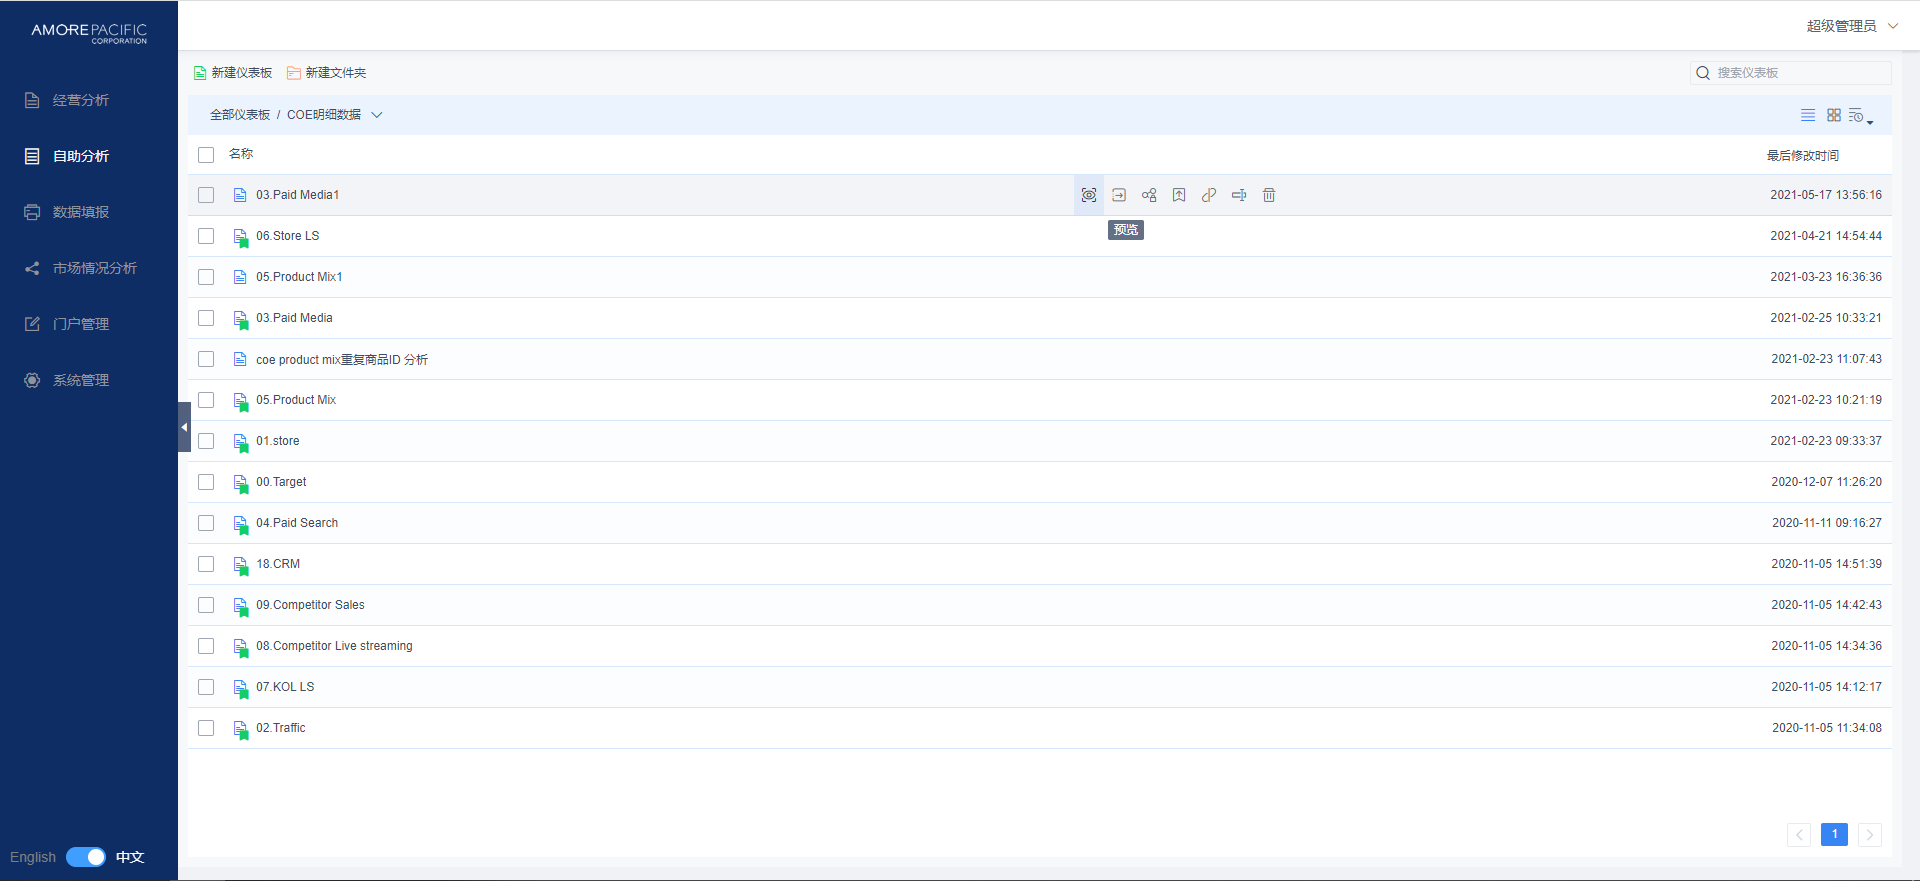 AMOREPACIFIC
CORPORATION
超级管理员
经营分析
自助分析
数据填报
市场情况分析
门户管理
系统管理
English 中文
新建仪表板 新建文件夹 搜索仪表板
全部仪表板 / COE明细数据
名称 最后修改时间
03.Paid Media1 2021-05-17 13:56:16
预览
06.Store LS 2021-04-21 14:54:44
05.Product Mix1 2021-03-23 16:36:36
03.Paid Media 2021-02-25 10:33:21
coe product mix重复商品ID 分析 2021-02-23 11:07:43
05.Product Mix 2021-02-23 10:21:19
01.store 2021-02-23 09:33:37
00.Target 2020-12-07 11:26:20
04.Paid Search 2020-11-11 09:16:27
18.CRM 2020-11-05 14:51:39
09.Competitor Sales 2020-11-05 14:42:43
08.Competitor Live streaming 2020-11-05 14:34:36
07.KOL LS 2020-11-05 14:12:17
02.Traffic 2020-11-05 11:34:08
1